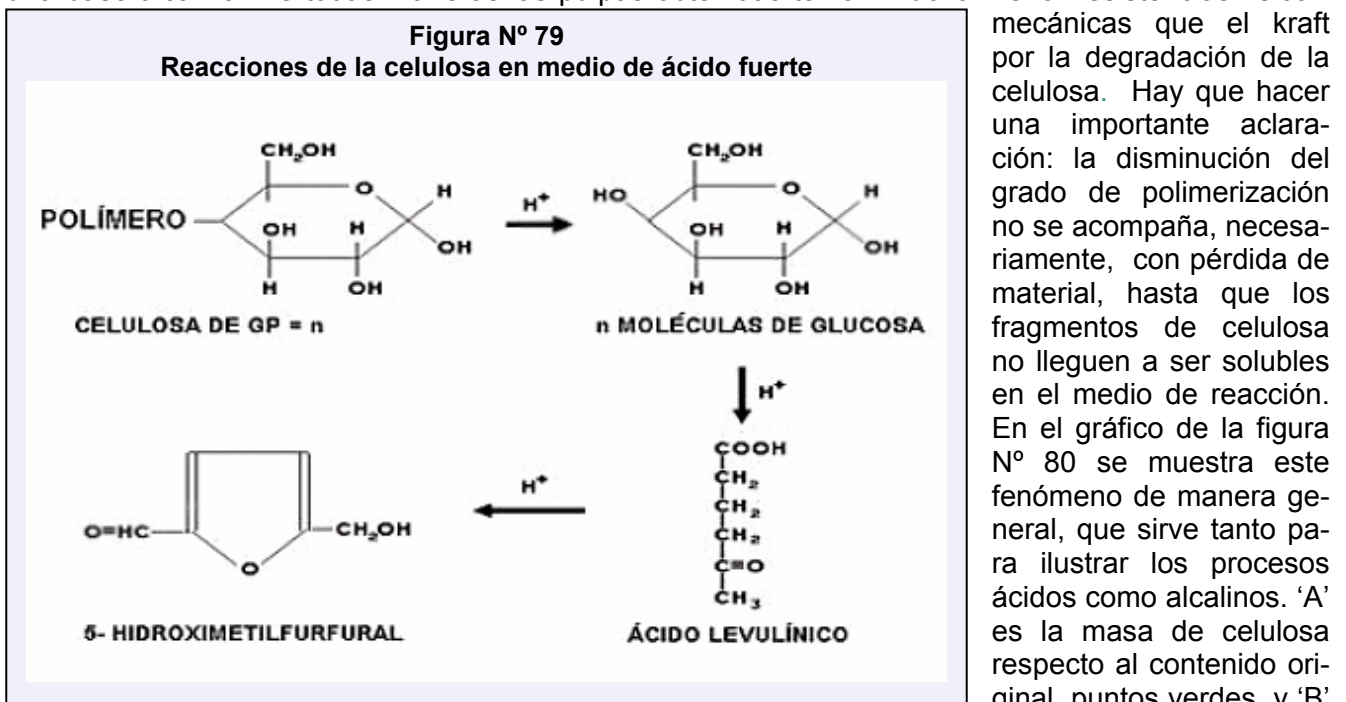 mecánicas que el kraft
por la degradación de la
celulosa. Hay que hacer
una importante aclara-
ción: la disminución del
grado de polimerización
no se acompaña, necesa-
riamente, con pérdida de
material, hasta que los
fragmentos de celulosa
no lleguen a ser solubles
en el medio de reacción.
En el gráfico de la figura
Nº 80 se muestra este
fenómeno de manera ge-
neral, que sirve tanto pa-
ra ilustrar los procesos
ácidos como alcalinos. ‘A’
es la masa de celulosa
respecto al contenido ori-
ginal, puntos verdes, y ‘B’
Figura Nº 79
Reacciones de la celulosa en medio de ácido fuerte
CH₂OH
O
H
POLÍMERO
OH
H
OH
H
OH
CELULOSA DE GP = n
H⁺
CH₂OH
HO
O
H
OH
H
OH
H
OH
n MOLÉCULAS DE GLUCOSA
H⁺
COOH
CH₂
CH₂
CH₂
C=O
CH₃
ÁCIDO LEVULÍNICO
H⁺
O=HC
CH₂OH
O
5- HIDROXIMETILFURFURAL